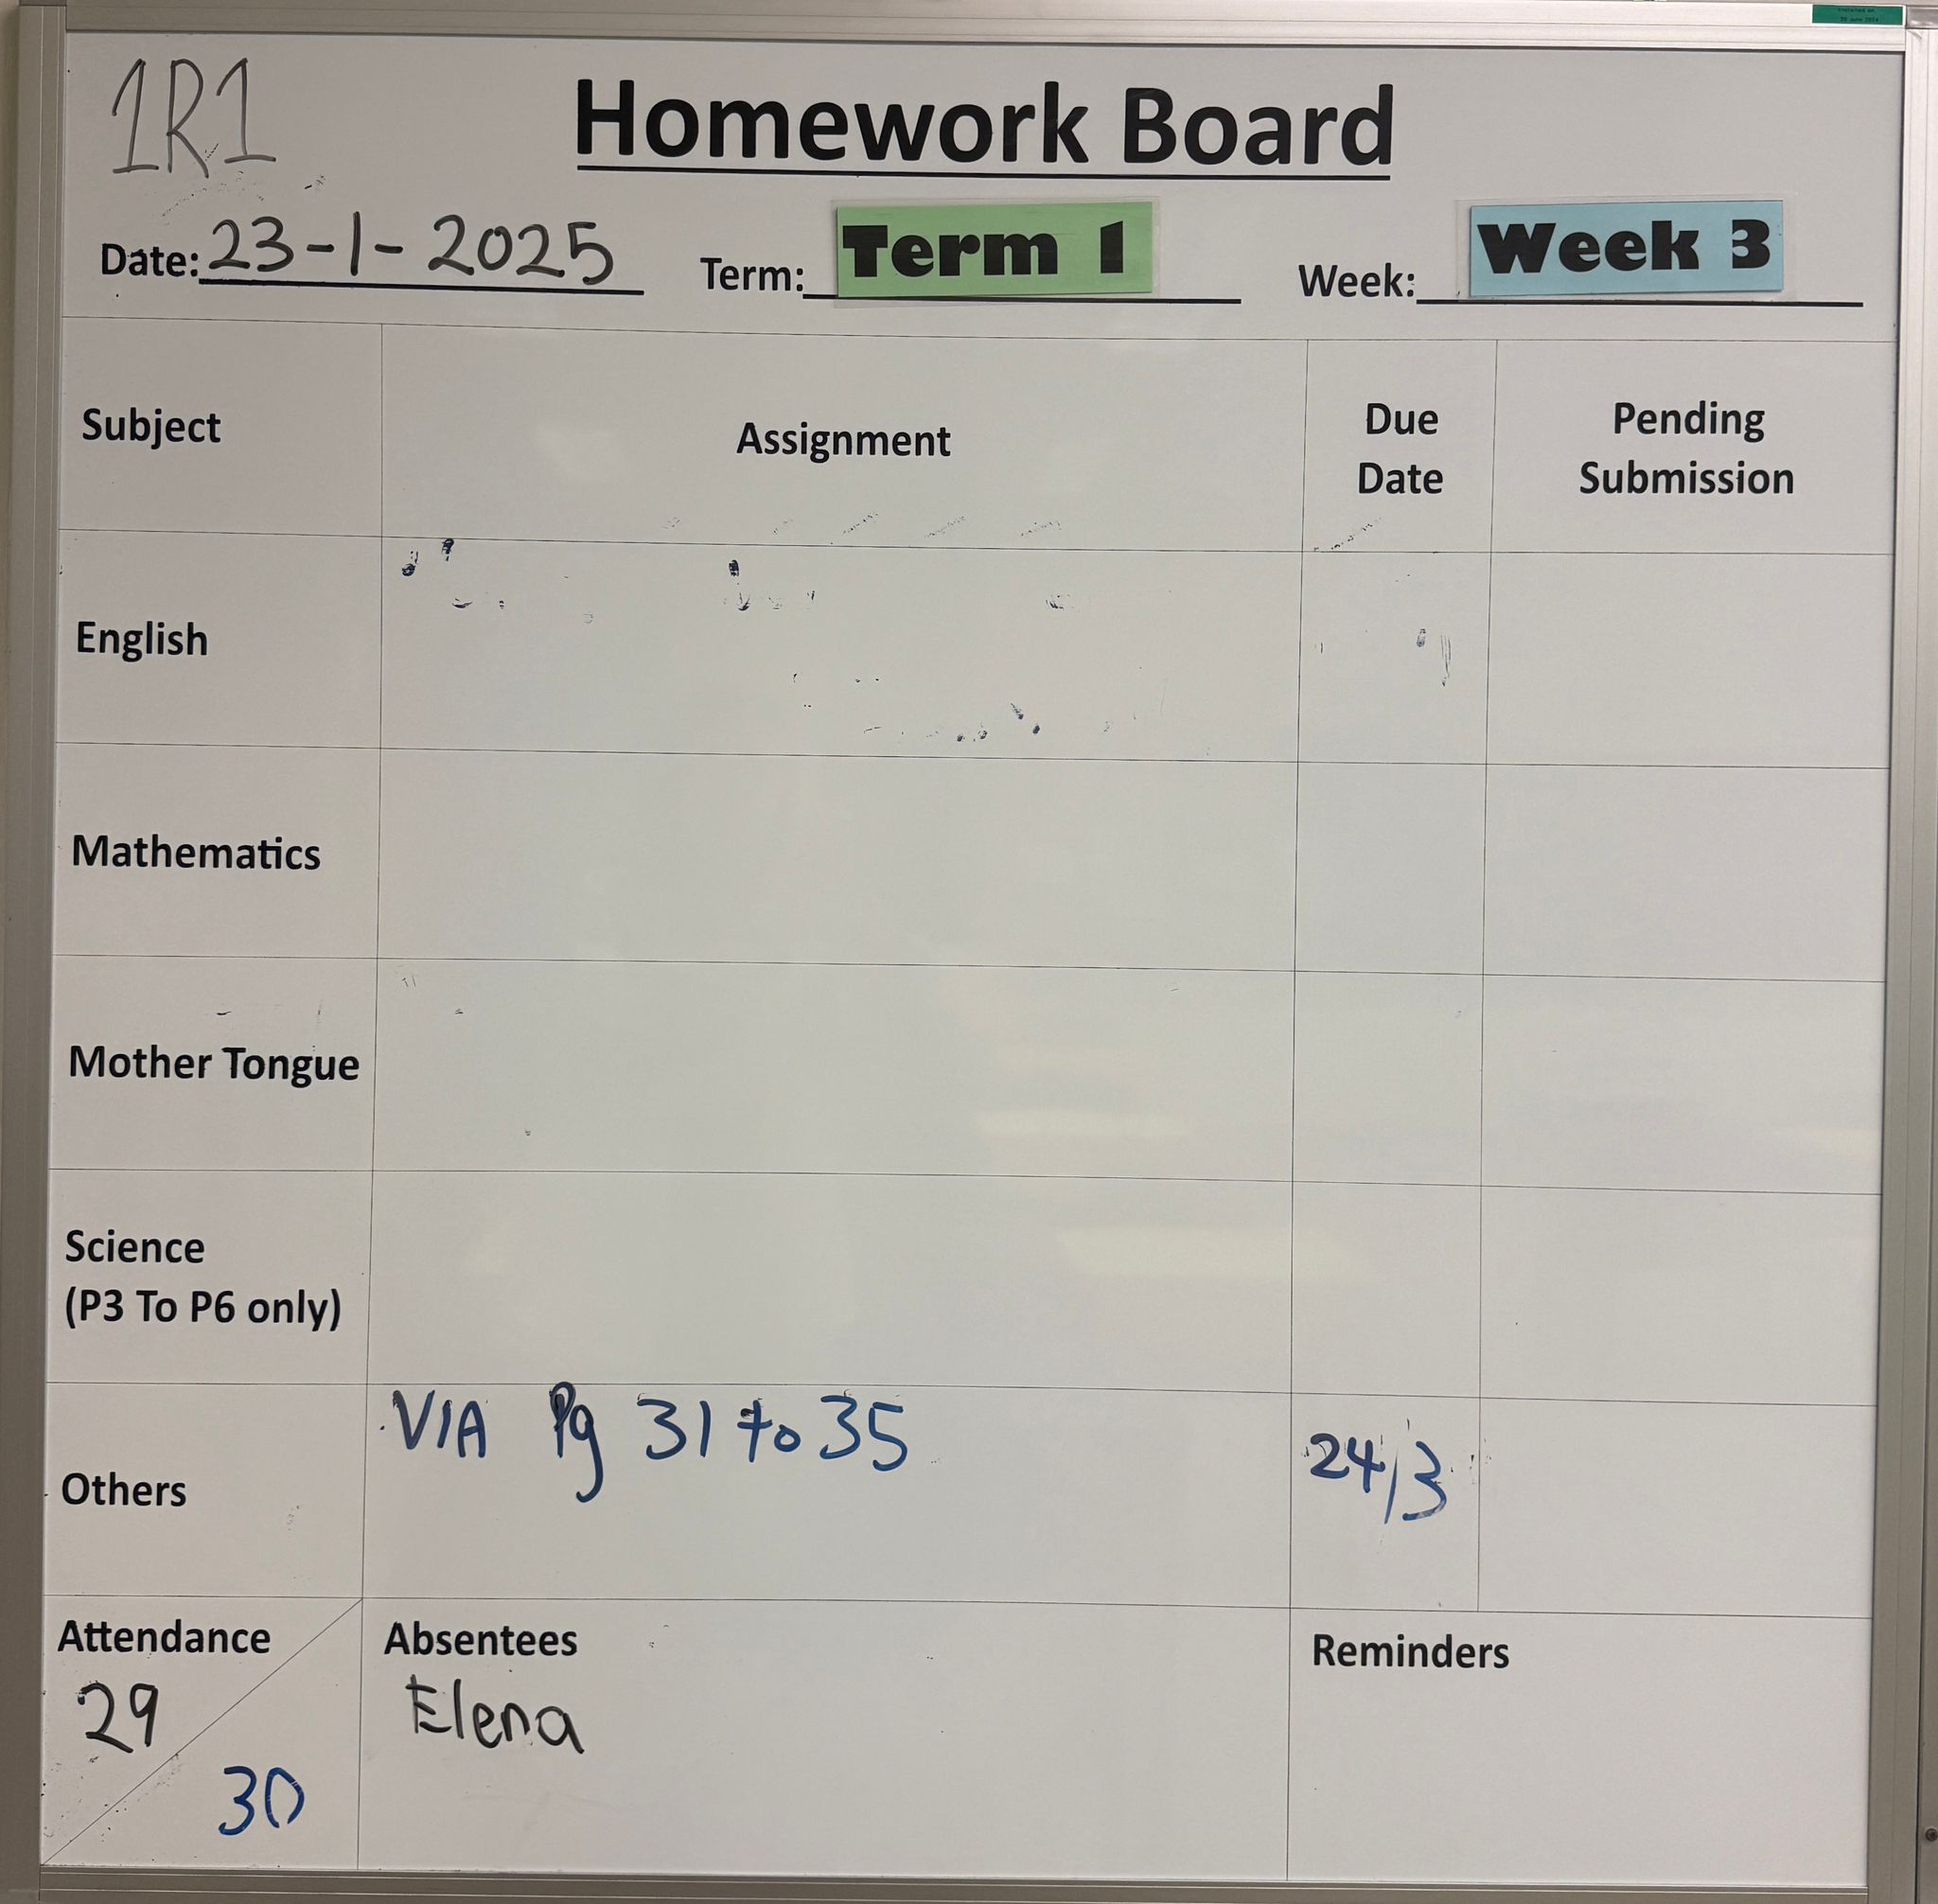 1R1
Homework Board
Date: 23-1-2025 Term: Term 1 Week: Week 3
Subject
Assignment
Due
Date
Pending
Submission
English
Mathematics
Mother Tongue
Science
(P3 To P6 only)
Others
VIA Pg 31 to 35
24/3
Attendance
29
30
Absentees
Elena
Reminders